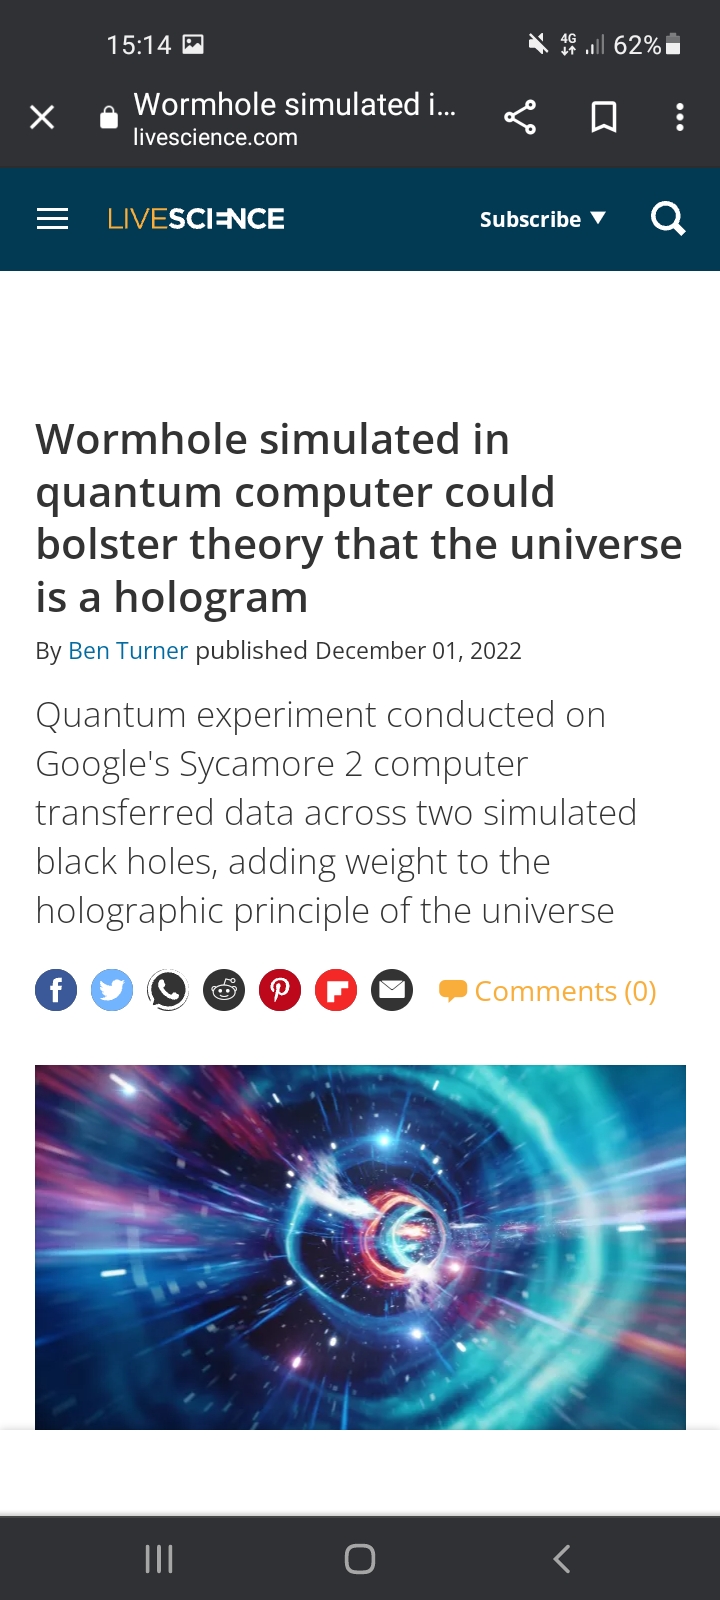 15:14
4G 62%
Wormhole simulated i...
livescience.com
LIVESCIENCE
Subscribe
Wormhole simulated in
quantum computer could
bolster theory that the universe
is a hologram
By Ben Turner published December 01, 2022
Quantum experiment conducted on
Google's Sycamore 2 computer
transferred data across two simulated
black holes, adding weight to the
holographic principle of the universe
Comments (0)